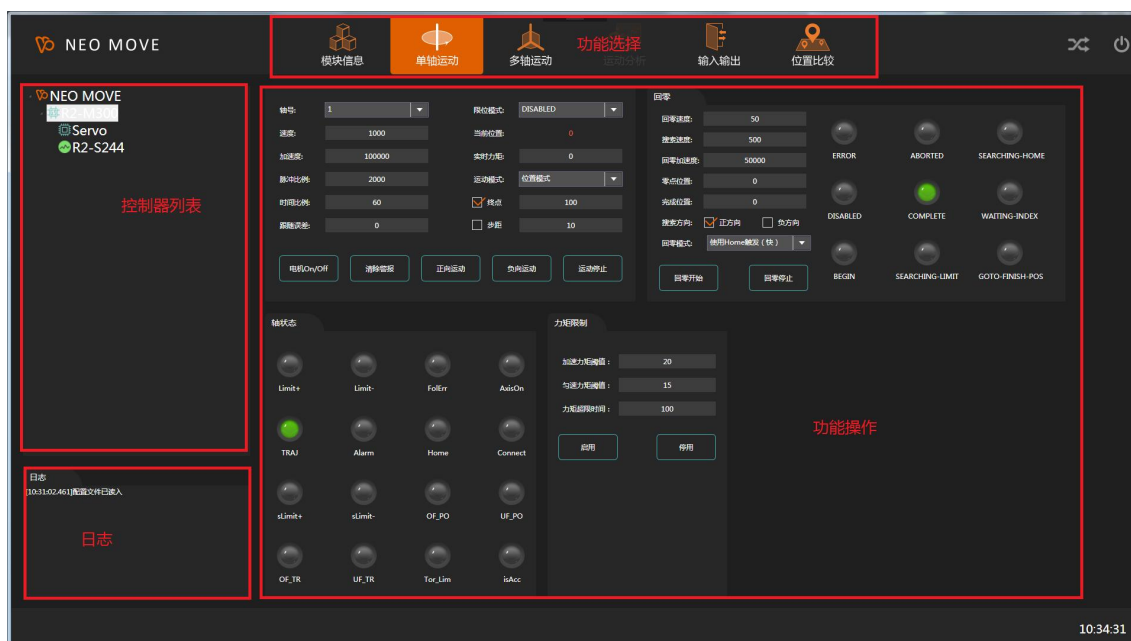 NEO MOVE
模块信息
单轴运动
多轴运动
功能选择
运动分析
输入输出
位置比较
NEO MOVE
R2-M300
Servo
R2-S244
控制器列表
日志
[10:31:02.461]配置文件已读入
日志
轴号: 1
限位模式: DISABLED
速度: 1000
当前位置: 0
加速度: 100000
实时力矩: 0
脉冲比例: 2000
运动模式: 位置模式
时间比例: 60
终点 100
跟随误差: 0
步距 10
电机On/Off
清除警报
正向运动
负向运动
运动停止
回零
回零速度: 50
搜索速度: 500
回零加速度: 50000
零点位置: 0
完成位置: 0
搜索方向: 正方向 负方向
回零模式: 使用Home触发（快）
回零开始
回零停止
ERROR
ABORTED
SEARCHING-HOME
DISABLED
COMPLETE
WAITING-INDEX
BEGIN
SEARCHING-LIMIT
GOTO-FINISH-POS
轴状态
Limit+
Limit-
FolErr
AxisOn
TRAJ
Alarm
Home
Connect
sLimit+
sLimit-
OF_PO
UF_PO
OF_TR
UF_TR
Tor_Lim
isAcc
力矩限制
加速力矩阈值： 20
匀速力矩阈值： 15
力矩超限时间： 100
启用
停用
功能操作
10:34:31